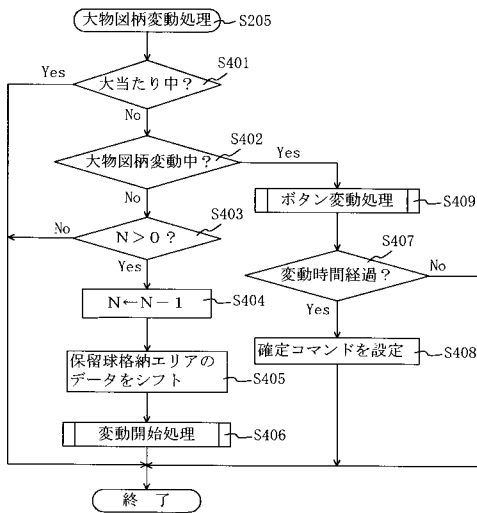 大物図柄変動処理
S205
S401
Yes
大当たり中？
No
S402
大物図柄変動中？
Yes
No
ボタン変動処理
S409
S403
No
N＞0？
S407
変動時間経過？
No
Yes
N←N－1
S404
Yes
確定コマンドを設定
S408
保留球格納エリアの
データをシフト
S405
変動開始処理
S406
終 了